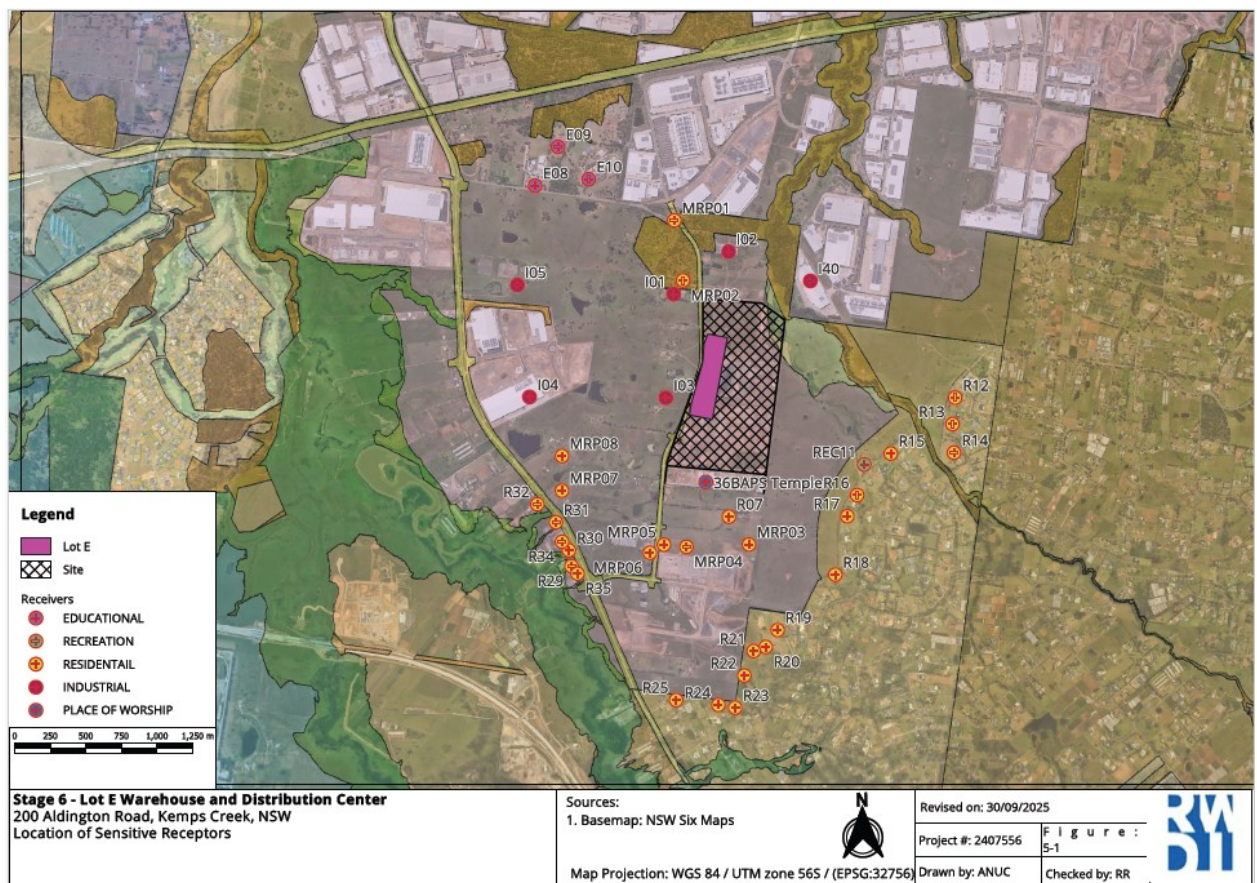 E09
E08
E10
MRP01
I02
I05
I01
I40
MRP02
I04
I03
R12
R13
R14
R15
REC11
MRP08
MRP07
36BAPS TempleR16
R32
R17
R07
R31
R30
MRP05
MRP03
R34
MRP06
MRP04
R29
R35
R18
R19
R21
R20
R22
R25
R24
R23
Legend
Lot E
Site
Receivers
EDUCATIONAL
RECREATION
RESIDENTAIL
INDUSTRIAL
PLACE OF WORSHIP
0 250 500 750 1,000 1,250 m
Stage 6 - Lot E Warehouse and Distribution Center
200 Aldington Road, Kemps Creek, NSW
Location of Sensitive Receptors
Sources:
1. Basemap: NSW Six Maps
N
Map Projection: WGS 84 / UTM zone 56S / (EPSG:32756)
Revised on: 30/09/2025
Project #: 2407556
Figure:
5-1
Drawn by: ANUC
Checked by: RR
RWDI